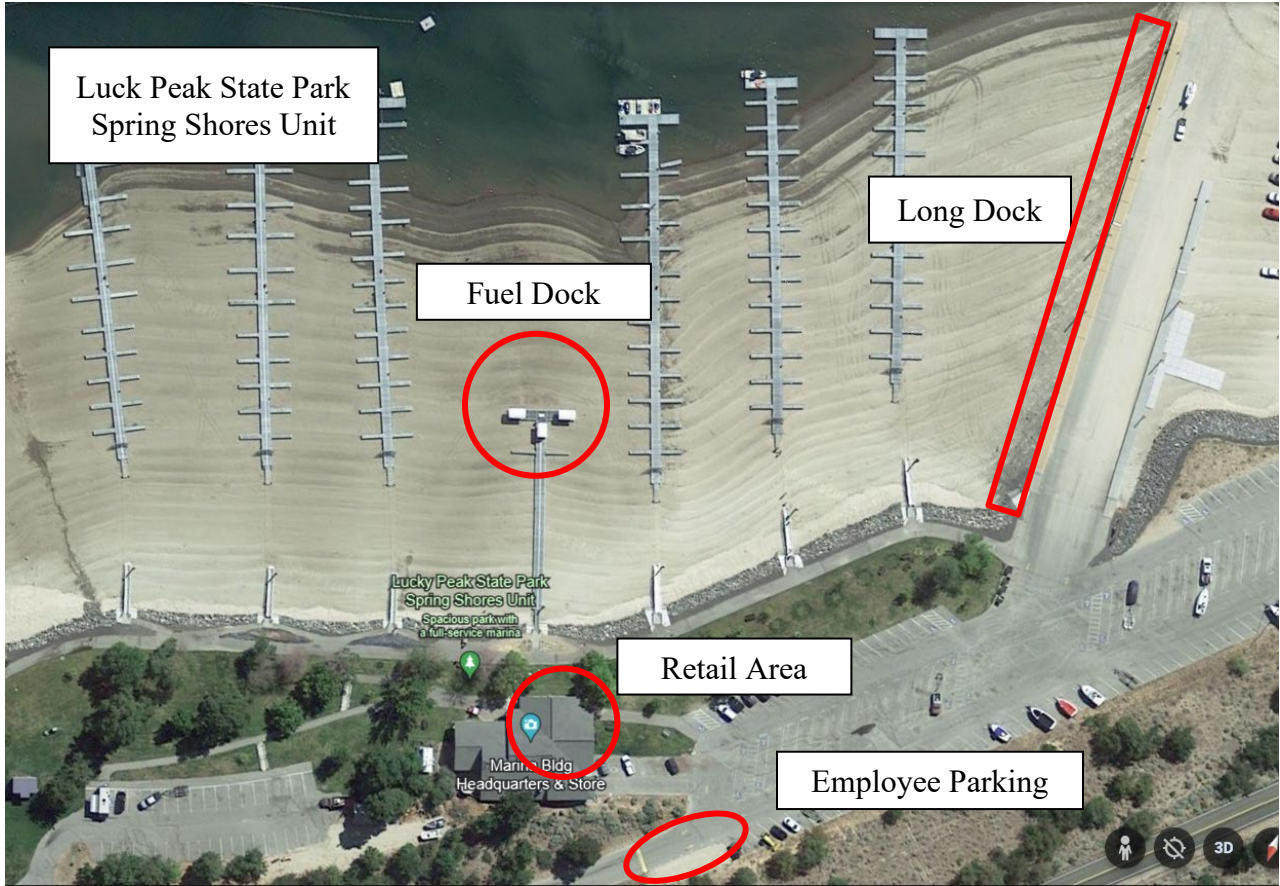 Luck Peak State Park
Spring Shores Unit
Long Dock
Fuel Dock
Lucky Peak State Park
Spring Shores Unit
Spacious park with
a full-service marina
Retail Area
Marina Bldg
Headquarters & Store
Employee Parking
3D